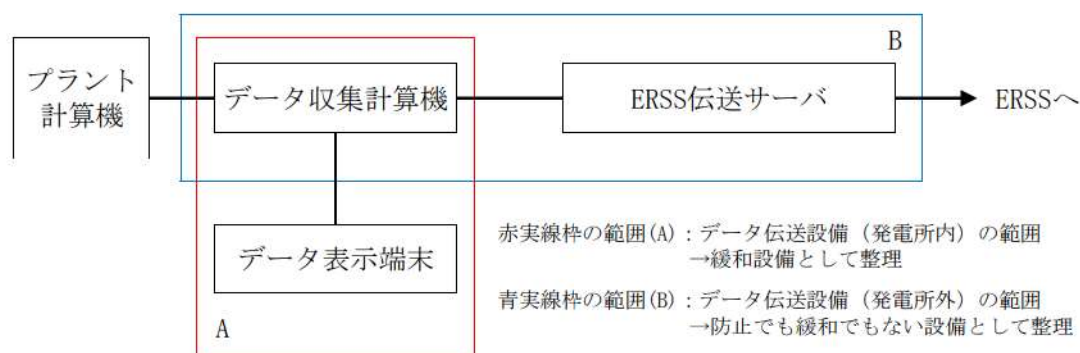 B
プラント
計算機
データ収集計算機
ERSS伝送サーバ
ERSSへ
データ表示端末
A
赤実線枠の範囲(A)：データ伝送設備（発電所内）の範囲
→緩和設備として整理
青実線枠の範囲(B)：データ伝送設備（発電所外）の範囲
→防止でも緩和でもない設備として整理